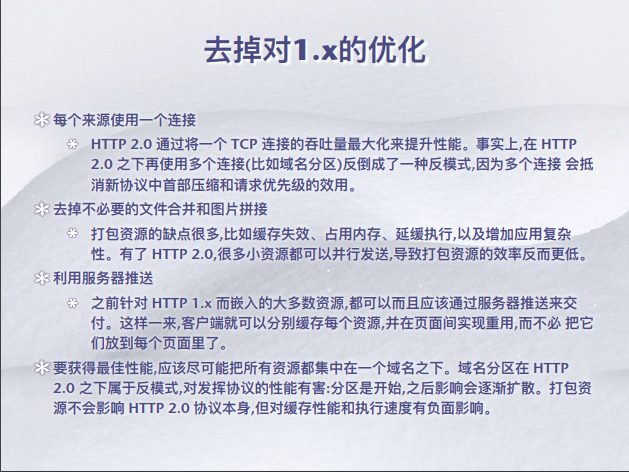 去掉对1.x的优化
每个来源使用一个连接
HTTP 2.0 通过将一个 TCP 连接的吞吐量最大化来提升性能。事实上,在 HTTP
2.0 之下再使用多个连接(比如域名分区)反倒成了一种反模式,因为多个连接 会抵
消新协议中首部压缩和请求优先级的效用。
去掉不必要的文件合并和图片拼接
打包资源的缺点很多,比如缓存失效、占用内存、延缓执行,以及增加应用复杂
性。有了 HTTP 2.0,很多小资源都可以并行发送,导致打包资源的效率反而更低。
利用服务器推送
之前针对 HTTP 1.x 而嵌入的大多数资源,都可以而且应该通过服务器推送来交
付。这样一来,客户端就可以分别缓存每个资源,并在页面间实现重用,而不必 把它
们放到每个页面里了。
要获得最佳性能,应该尽可能把所有资源都集中在一个域名之下。域名分区在 HTTP
2.0 之下属于反模式,对发挥协议的性能有害:分区是开始,之后影响会逐渐扩散。打包资
源不会影响 HTTP 2.0 协议本身,但对缓存性能和执行速度有负面影响。